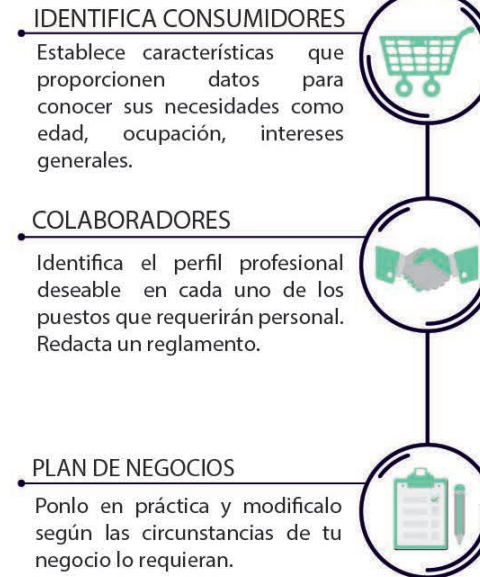 IDENTIFICA CONSUMIDORES
Establece características que
proporcionen datos para
conocer sus necesidades como
edad, ocupación, intereses
generales.
COLABORADORES
Identifica el perfil profesional
deseable en cada uno de los
puestos que requerirán personal.
Redacta un reglamento.
PLAN DE NEGOCIOS
Ponlo en práctica y modificalo
según las circunstancias de tu
negocio lo requieran.